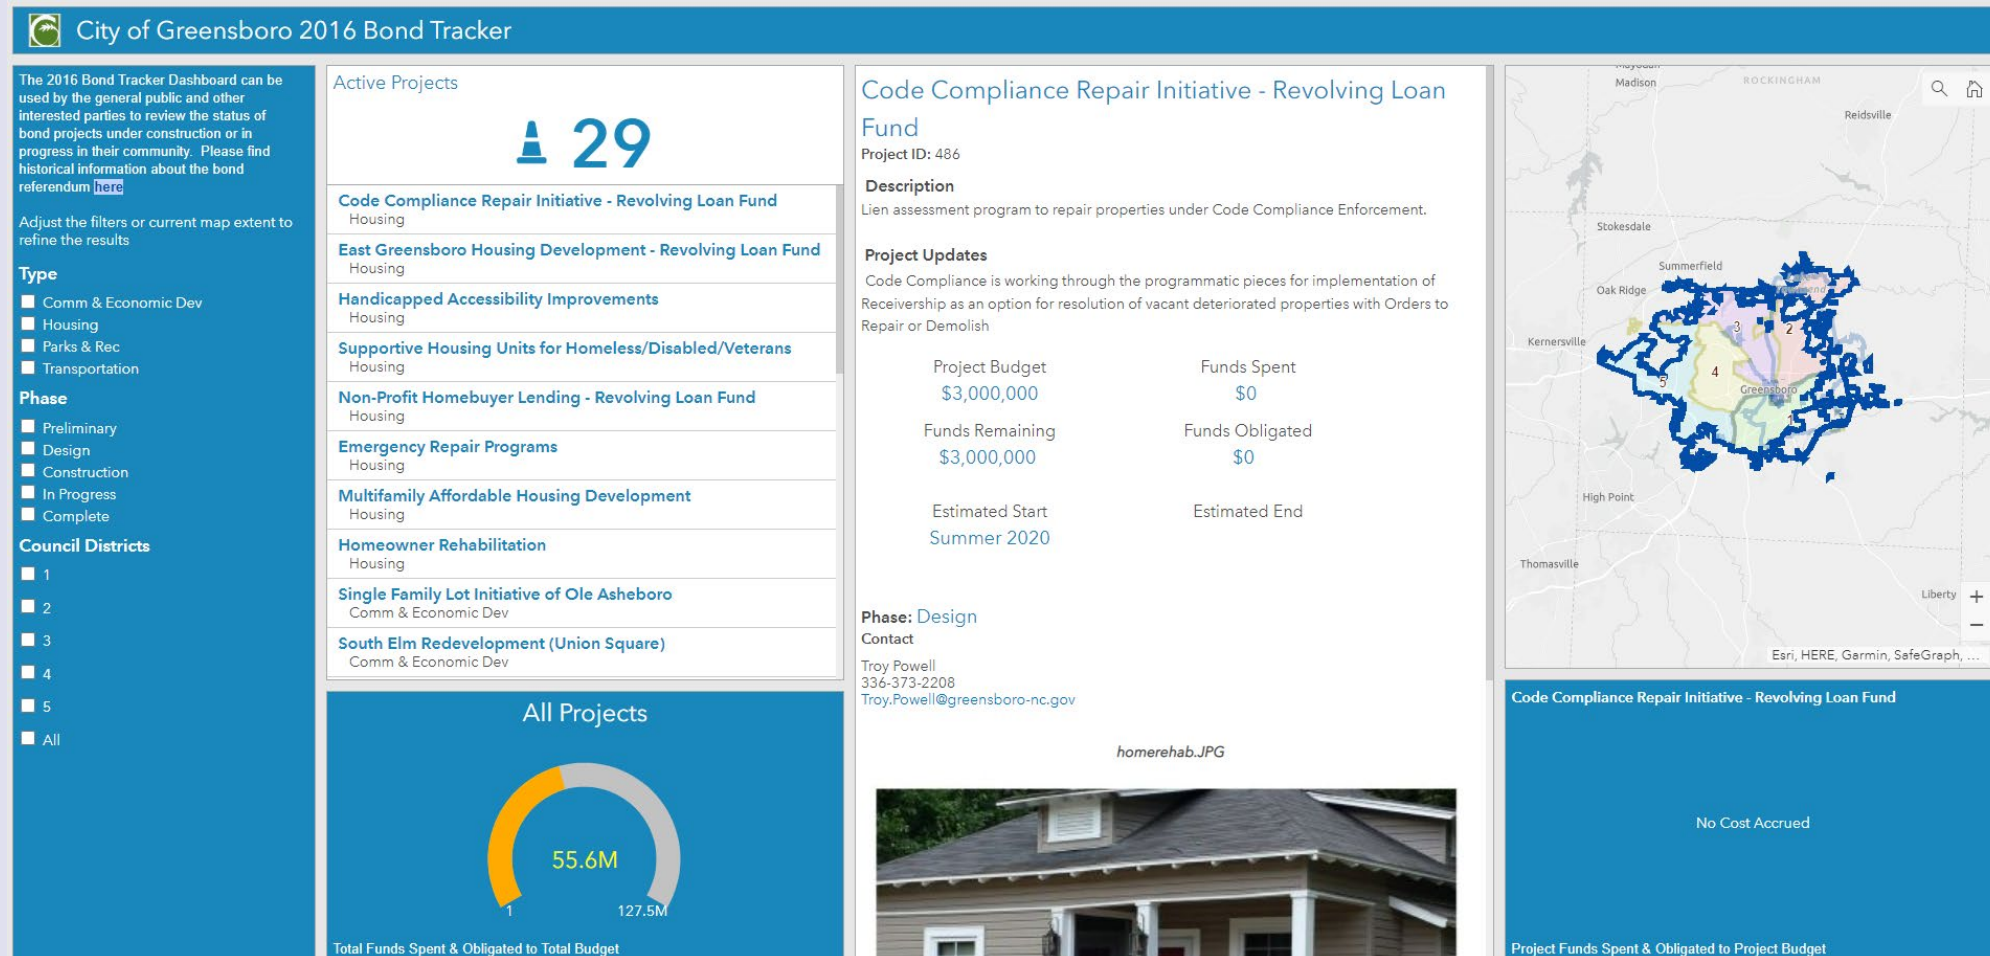 City of Greensboro 2016 Bond Tracker
The 2016 Bond Tracker Dashboard can be
used by the general public and other
interested parties to review the status of
bond projects under construction or in
progress in their community. Please find
historical information about the bond
referendum here
Adjust the filters or current map extent to
refine the results
Type
Comm & Economic Dev
Housing
Parks & Rec
Transportation
Phase
Preliminary
Design
Construction
In Progress
Complete
Council Districts
1
2
3
4
5
All
Active Projects
29
Code Compliance Repair Initiative - Revolving Loan Fund
Housing
East Greensboro Housing Development - Revolving Loan Fund
Housing
Handicapped Accessibility Improvements
Housing
Supportive Housing Units for Homeless/Disabled/Veterans
Housing
Non-Profit Homebuyer Lending - Revolving Loan Fund
Housing
Emergency Repair Programs
Housing
Multifamily Affordable Housing Development
Housing
Homeowner Rehabilitation
Housing
Single Family Lot Initiative of Ole Asheboro
Comm & Economic Dev
South Elm Redevelopment (Union Square)
Comm & Economic Dev
All Projects
55.6M
1 127.5M
Total Funds Spent & Obligated to Total Budget
Code Compliance Repair Initiative - Revolving Loan
Fund
Project ID: 486
Description
Lien assessment program to repair properties under Code Compliance Enforcement.
Project Updates
Code Compliance is working through the programmatic pieces for implementation of
Receivership as an option for resolution of vacant deteriorated properties with Orders to
Repair or Demolish
Project Budget Funds Spent
$3,000,000 $0
Funds Remaining Funds Obligated
$3,000,000 $0
Estimated Start Estimated End
Summer 2020
Phase: Design
Contact
Troy Powell
336-373-2208
Troy.Powell@greensboro-nc.gov
homerehab.JPG
Madison
ROCKINGHAM
Reidsville
Stokesdale
Summerfield
Oak Ridge
3
2
Kernersville
4
5
Greensboro
1
High Point
Thomasville
Liberty
+
−
Esri, HERE, Garmin, SafeGraph, ...
Code Compliance Repair Initiative - Revolving Loan Fund
No Cost Accrued
Project Funds Spent & Obligated to Project Budget